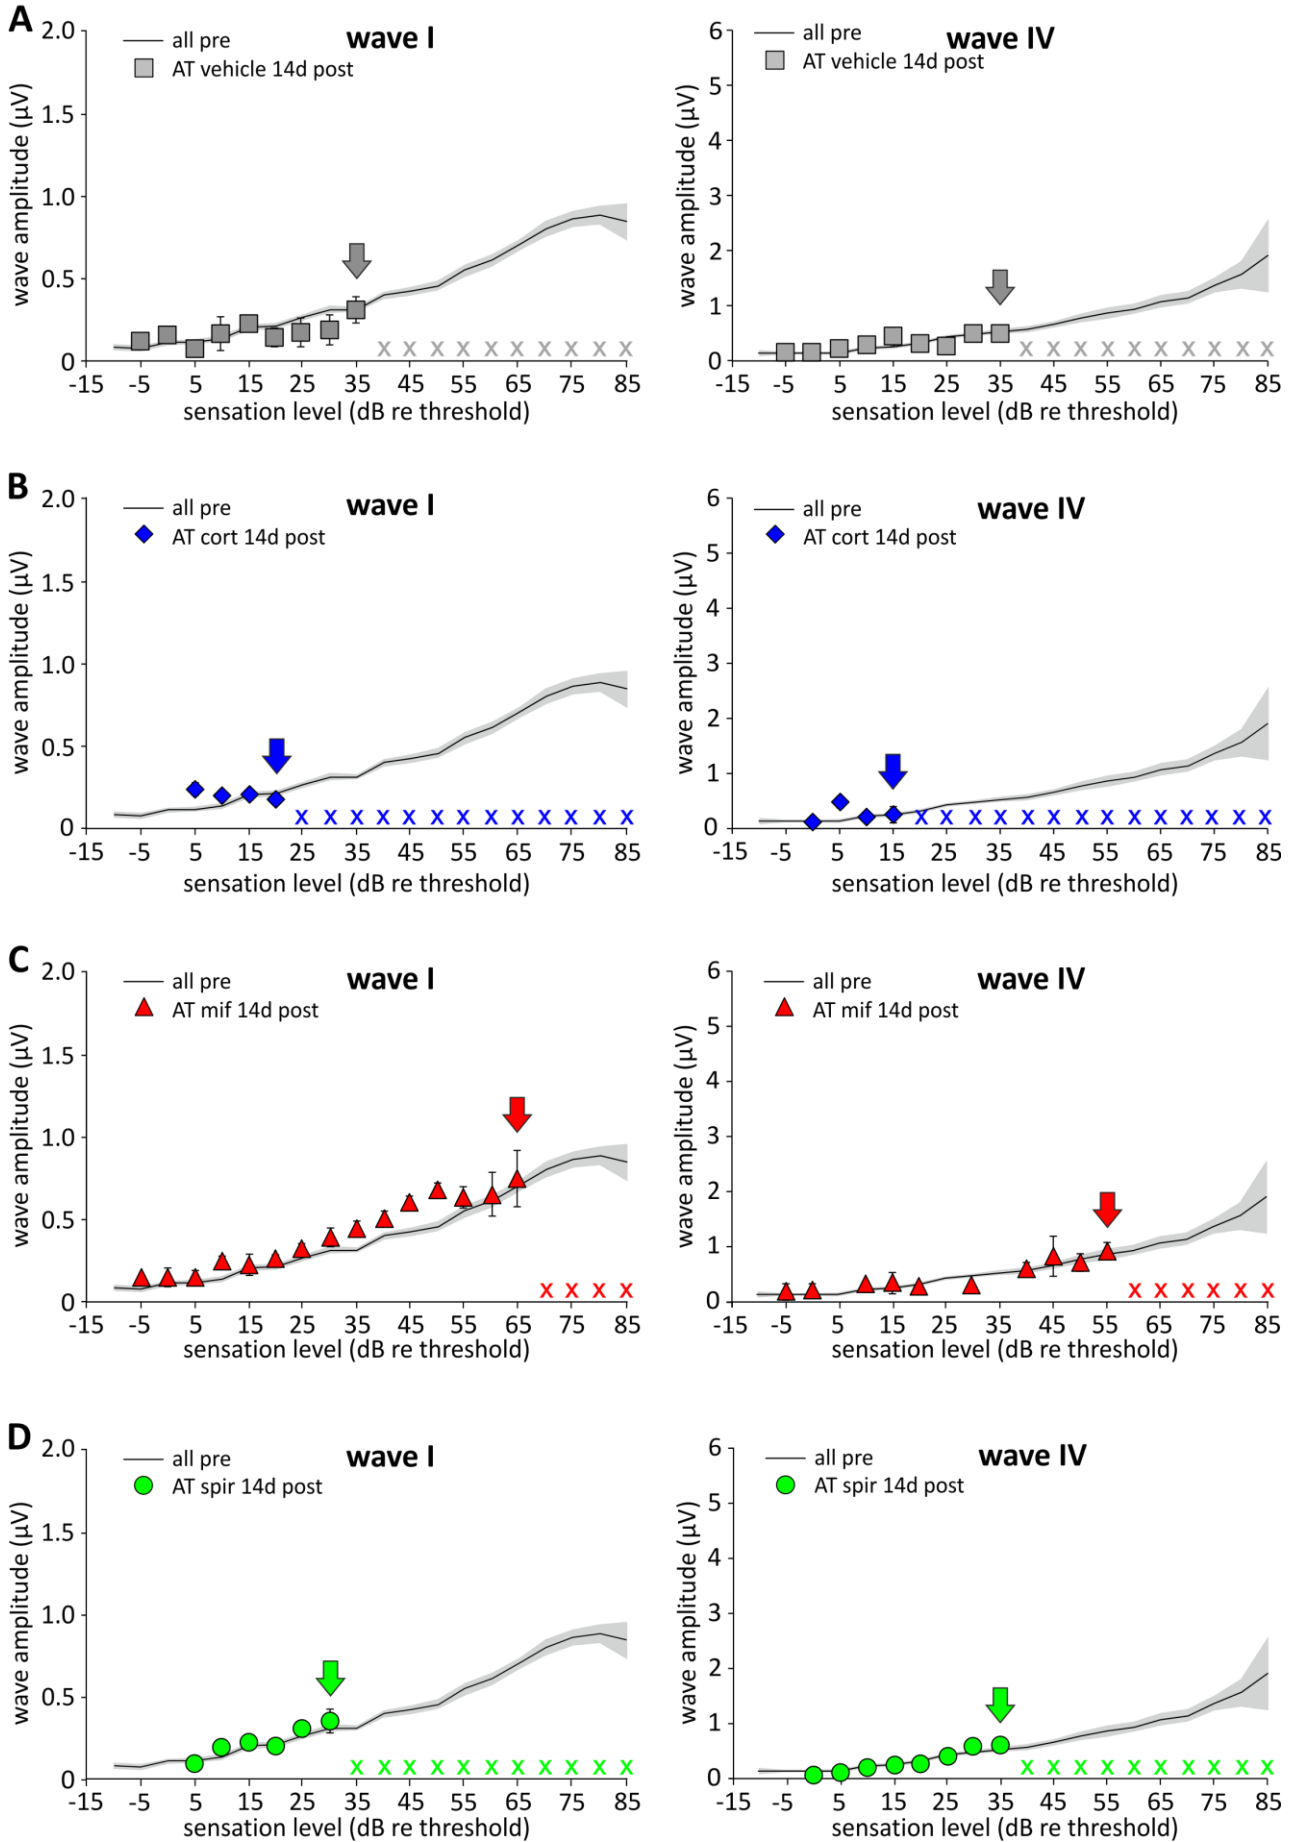 A
wave I
all pre
AT vehicle 14d post
wave amplitude (µV)
2.0
1.5
1.0
0.5
0
X X X X X X X X X X
-15 -5 5 15 25 35 45 55 65 75 85
sensation level (dB re threshold)
wave IV
all pre
AT vehicle 14d post
wave amplitude (µV)
6
5
4
3
2
1
0
X X X X X X X X X X
-15 -5 5 15 25 35 45 55 65 75 85
sensation level (dB re threshold)
B
wave I
all pre
AT cort 14d post
wave amplitude (µV)
2.0
1.5
1.0
0.5
0
X X X X X X X X X X X X X
-15 -5 5 15 25 35 45 55 65 75 85
sensation level (dB re threshold)
wave IV
all pre
AT cort 14d post
wave amplitude (µV)
6
5
4
3
2
1
0
X X X X X X X X X X X X X X
-15 -5 5 15 25 35 45 55 65 75 85
sensation level (dB re threshold)
C
wave I
all pre
AT mif 14d post
wave amplitude (µV)
2.0
1.5
1.0
0.5
0
X X X X
-15 -5 5 15 25 35 45 55 65 75 85
sensation level (dB re threshold)
wave IV
all pre
AT mif 14d post
wave amplitude (µV)
6
5
4
3
2
1
0
X X X X X X
-15 -5 5 15 25 35 45 55 65 75 85
sensation level (dB re threshold)
D
wave I
all pre
AT spir 14d post
wave amplitude (µV)
2.0
1.5
1.0
0.5
0
X X X X X X X X X X X
-15 -5 5 15 25 35 45 55 65 75 85
sensation level (dB re threshold)
wave IV
all pre
AT spir 14d post
wave amplitude (µV)
6
5
4
3
2
1
0
X X X X X X X X X X
-15 -5 5 15 25 35 45 55 65 75 85
sensation level (dB re threshold)